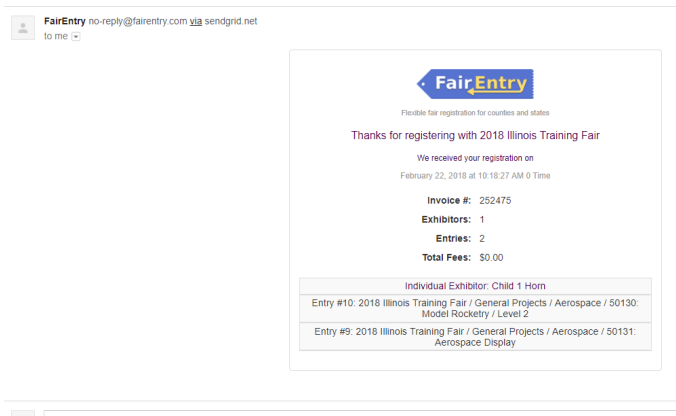 FairEntry no-reply@fairentry.com via sendgrid.net
to me
FairEntry
Flexible fair registration for counties and states
Thanks for registering with 2018 Illinois Training Fair
We received your registration on
February 22, 2018 at 10:18:27 AM 0 Time
Invoice #: 252475
Exhibitors: 1
Entries: 2
Total Fees: $0.00
Individual Exhibitor: Child 1 Horn
Entry #10: 2018 Illinois Training Fair / General Projects / Aerospace / 50130:
Model Rocketry / Level 2
Entry #9: 2018 Illinois Training Fair / General Projects / Aerospace / 50131:
Aerospace Display